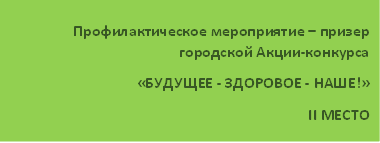 Профилактическое мероприятие – призер
городской Акции-конкурса
«БУДУЩЕЕ - ЗДОРОВОЕ - НАШЕ!»
II МЕСТО